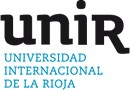 unir
UNIVERSIDAD
INTERNACIONAL
DE LA RIOJA